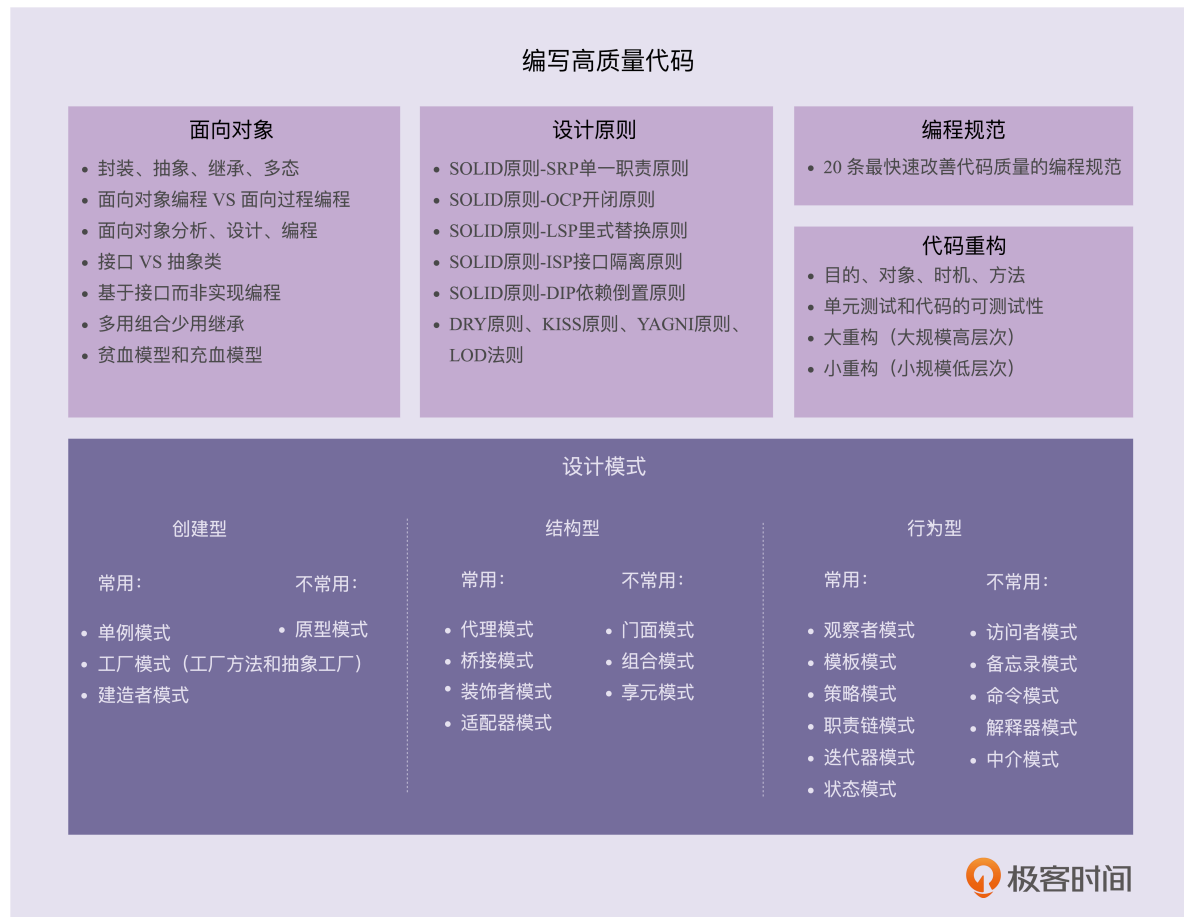 编写高质量代码
面向对象
封装、抽象、继承、多态
面向对象编程 VS 面向过程编程
面向对象分析、设计、编程
接口 VS 抽象类
基于接口而非实现编程
多用组合少用继承
贫血模型和充血模型
设计原则
SOLID原则-SRP单一职责原则
SOLID原则-OCP开闭原则
SOLID原则-LSP里式替换原则
SOLID原则-ISP接口隔离原则
SOLID原则-DIP依赖倒置原则
DRY原则、KISS原则、YAGNI原则、
LOD法则
编程规范
20 条最快速改善代码质量的编程规范
代码重构
目的、对象、时机、方法
单元测试和代码的可测试性
大重构（大规模高层次）
小重构（小规模低层次）
设计模式
创建型
常用：
单例模式
工厂模式（工厂方法和抽象工厂）
建造者模式
不常用：
原型模式
结构型
常用：
代理模式
桥接模式
装饰者模式
适配器模式
不常用：
门面模式
组合模式
享元模式
行为型
常用：
观察者模式
模板模式
策略模式
职责链模式
迭代器模式
状态模式
不常用：
访问者模式
备忘录模式
命令模式
解释器模式
中介模式
极客时间